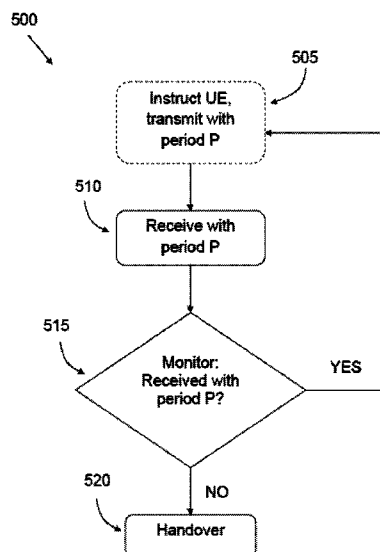 500
505
Instruct UE,
transmit with
period P
510
Receive with
period P
515
Monitor:
Received with
period P?
YES
NO
520
Handover